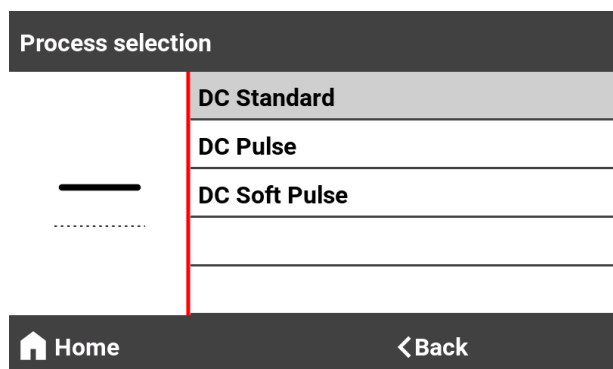 Process selection
DC Standard
DC Pulse
DC Soft Pulse
Home
Back